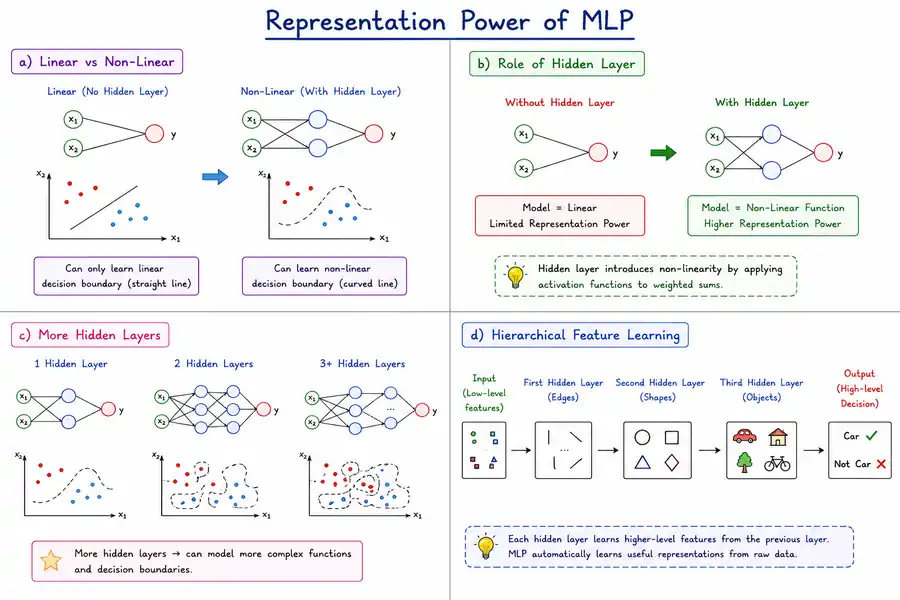 Representation Power of MLP
a) Linear vs Non-Linear
Linear (No Hidden Layer)
x₁
x₂
y
x₂
x₁
Can only learn linear
decision boundary (straight line)
Non-Linear (With Hidden Layer)
x₁
x₂
y
x₂
x₁
Can learn non-linear
decision boundary (curved line)
b) Role of Hidden Layer
Without Hidden Layer
x₁
x₂
y
Model = Linear
Limited Representation Power
With Hidden Layer
x₁
x₂
y
Model = Non-Linear Function
Higher Representation Power
Hidden layer introduces non-linearity by applying
activation functions to weighted sums.
c) More Hidden Layers
1 Hidden Layer
x₁
x₂
y
x₂
x₁
2 Hidden Layers
x₁
x₂
y
x₂
x₁
3+ Hidden Layers
x₁
x₂
...
y
x₂
x₁
More hidden layers → can model more complex functions
and decision boundaries.
d) Hierarchical Feature Learning
Input
(Low-level
features)
...
First Hidden Layer
(Edges)
...
Second Hidden Layer
(Shapes)
Third Hidden Layer
(Objects)
Output
(High-level
Decision)
Car ✓
Not Car ✗
Each hidden layer learns higher-level features from the previous layer.
MLP automatically learns useful representations from raw data.